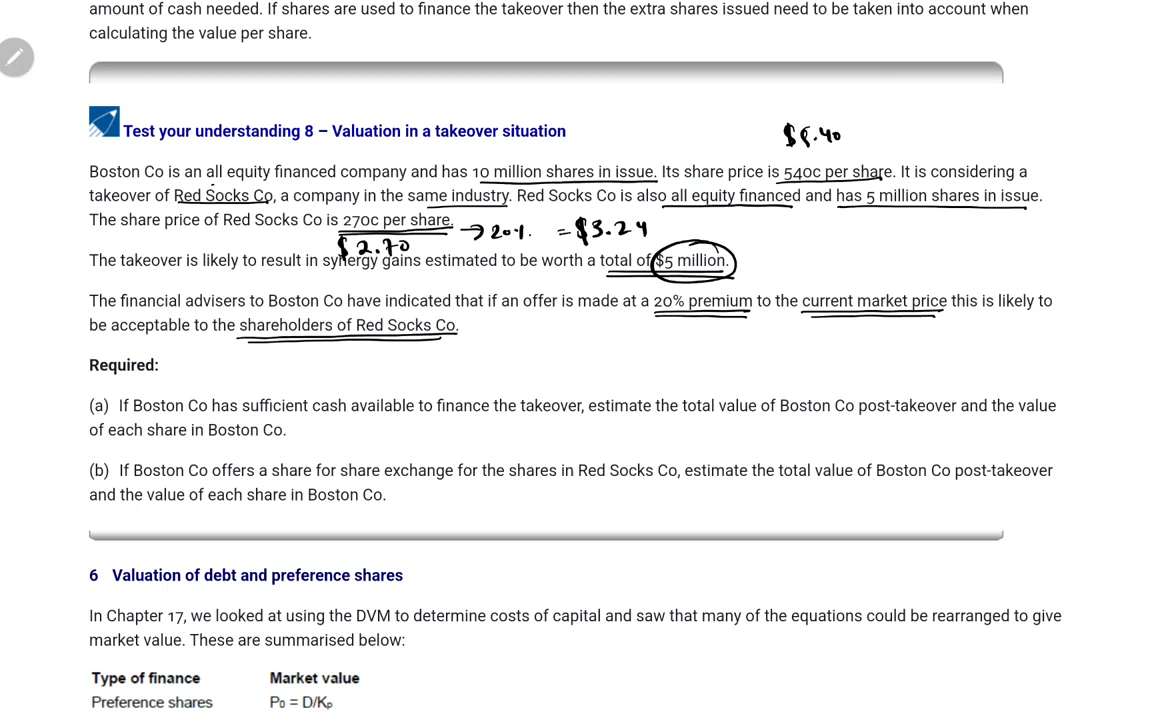 amount of cash needed. If shares are used to finance the takeover then the extra shares issued need to be taken into account when
calculating the value per share.
Test your understanding 8 – Valuation in a takeover situation
$5.40
Boston Co is an all equity financed company and has 10 million shares in issue. Its share price is 540c per share. It is considering a
takeover of Red Socks Co, a company in the same industry. Red Socks Co is also all equity financed and has 5 million shares in issue.
The share price of Red Socks Co is 270c per share. → 20%. = $3.24
$2.70
The takeover is likely to result in synergy gains estimated to be worth a total of $5 million.
The financial advisers to Boston Co have indicated that if an offer is made at a 20% premium to the current market price this is likely to
be acceptable to the shareholders of Red Socks Co.
Required:
(a) If Boston Co has sufficient cash available to finance the takeover, estimate the total value of Boston Co post-takeover and the value
of each share in Boston Co.
(b) If Boston Co offers a share for share exchange for the shares in Red Socks Co, estimate the total value of Boston Co post-takeover
and the value of each share in Boston Co.
6 Valuation of debt and preference shares
In Chapter 17, we looked at using the DVM to determine costs of capital and saw that many of the equations could be rearranged to give
market value. These are summarised below:
Type of finance Market value
Preference shares P₀ = D/Kₚ